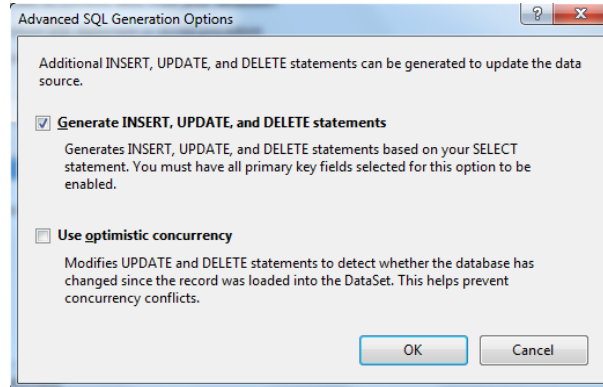 Advanced SQL Generation Options
Additional INSERT, UPDATE, and DELETE statements can be generated to update the data
source.
Generate INSERT, UPDATE, and DELETE statements
Generates INSERT, UPDATE, and DELETE statements based on your SELECT
statement. You must have all primary key fields selected for this option to be
enabled.
Use optimistic concurrency
Modifies UPDATE and DELETE statements to detect whether the database has
changed since the record was loaded into the DataSet. This helps prevent
concurrency conflicts.
OK Cancel